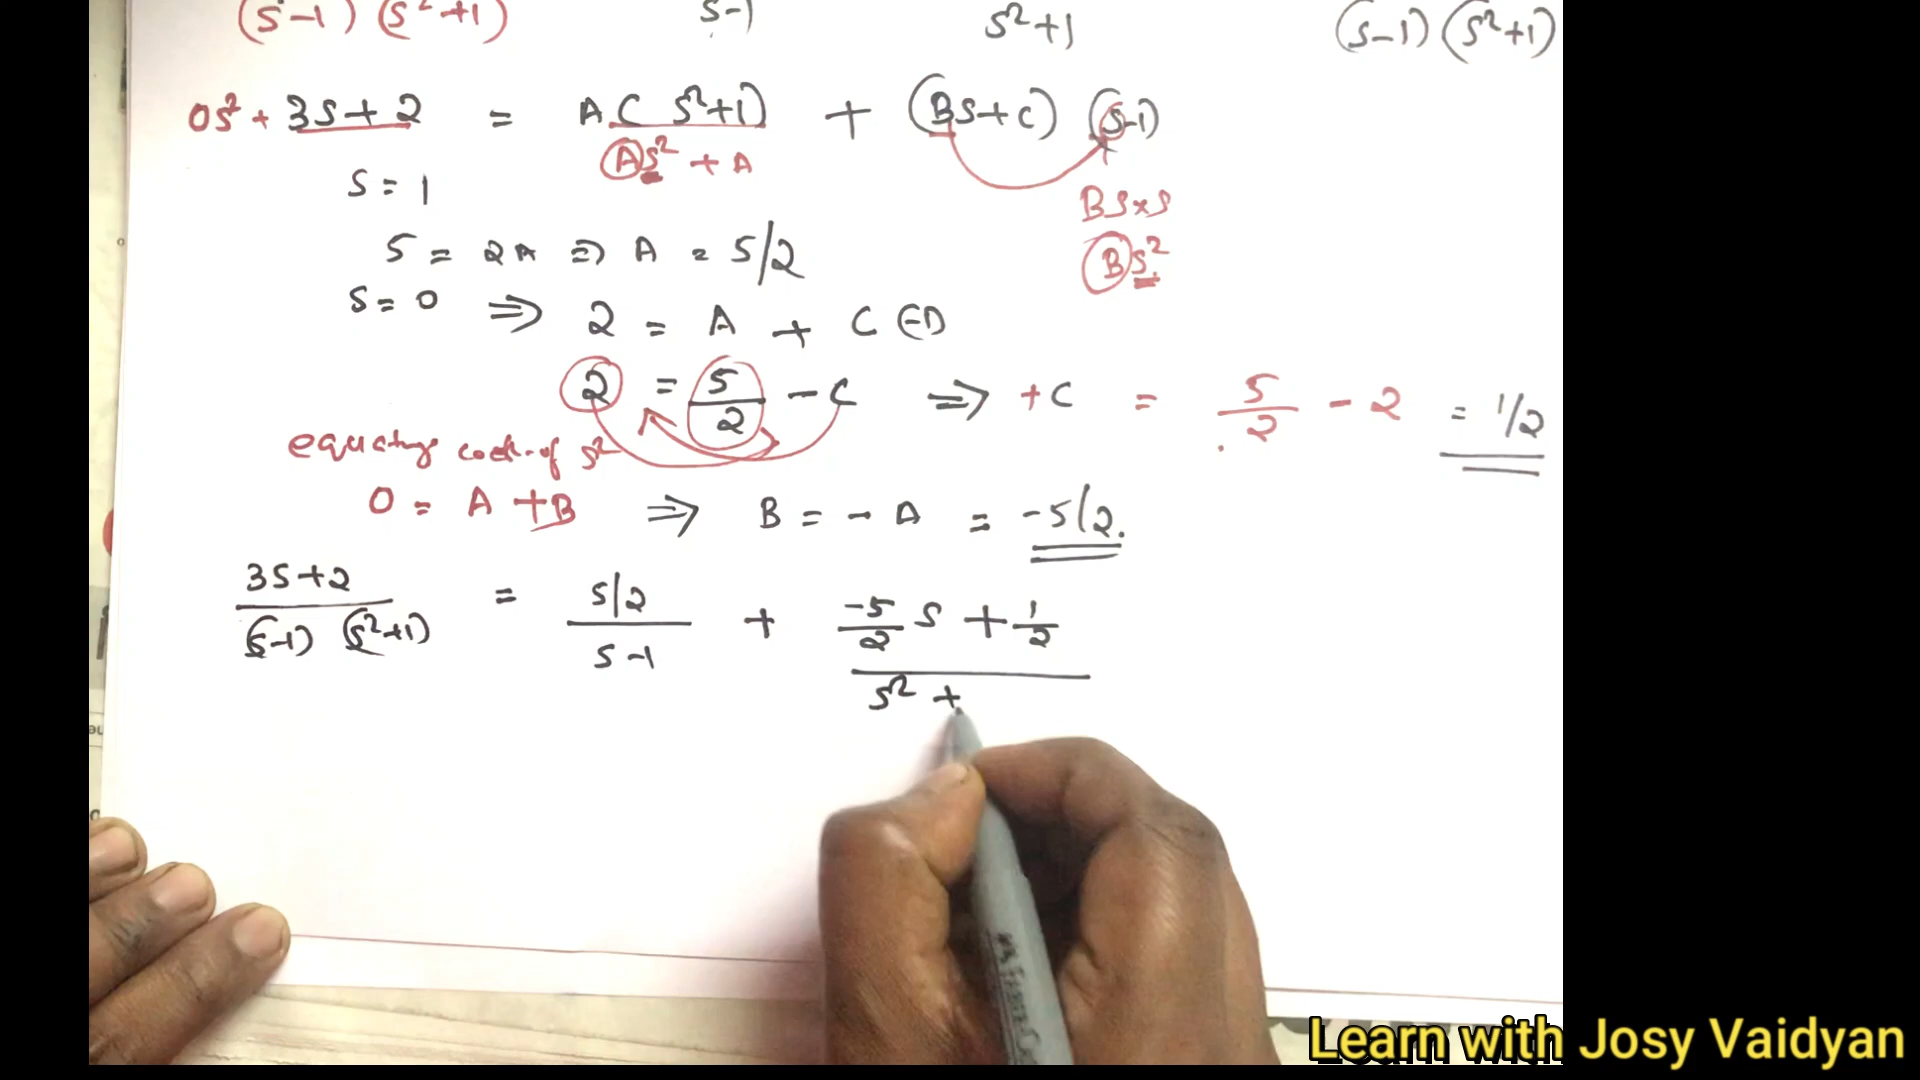 (s-1) (s²+1) s-1 s²+1 (s-1) (s²+1)
0s² + 3s+2 = A( s²+1) + (Bs+C) (s-1)
As² + A
s = 1
Bs×s
5 = 2A ⇒ A = 5/2
Bs²
s = 0 ⇒ 2 = A + C(-1)
2 = 5/2 - C ⇒ +C = 5/2 - 2 = 1/2
equating coeft. of s²
0 = A + B ⇒ B = - A = -5/2.
3s+2/(s-1) (s²+1) = 5/2/s-1 + -5/2 s + 1/2/s² +
Learn with Josy Vaidyan